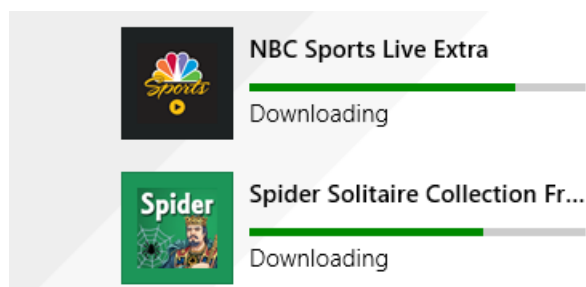 NBC Sports Live Extra
Sports
Downloading
Spider Solitaire Collection Fr...
Spider
Downloading